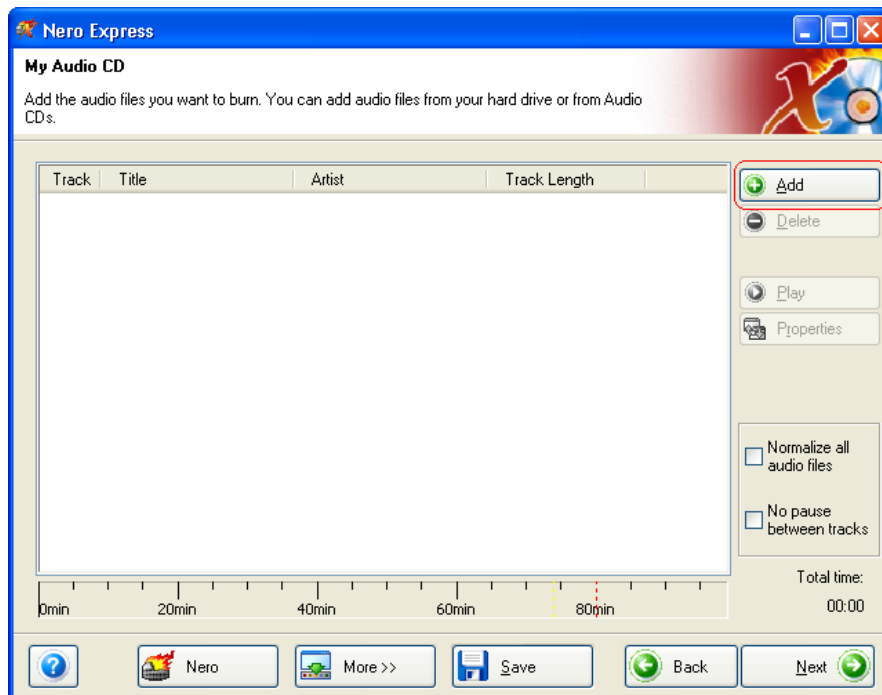 Nero Express
My Audio CD
Add the audio files you want to burn. You can add audio files from your hard drive or from Audio
CDs.
Track Title Artist Track Length
Add
Delete
Play
Properties
Normalize all
audio files
No pause
between tracks
Total time:
00:00
0min 20min 40min 60min 80min
? Nero More >> Save Back Next